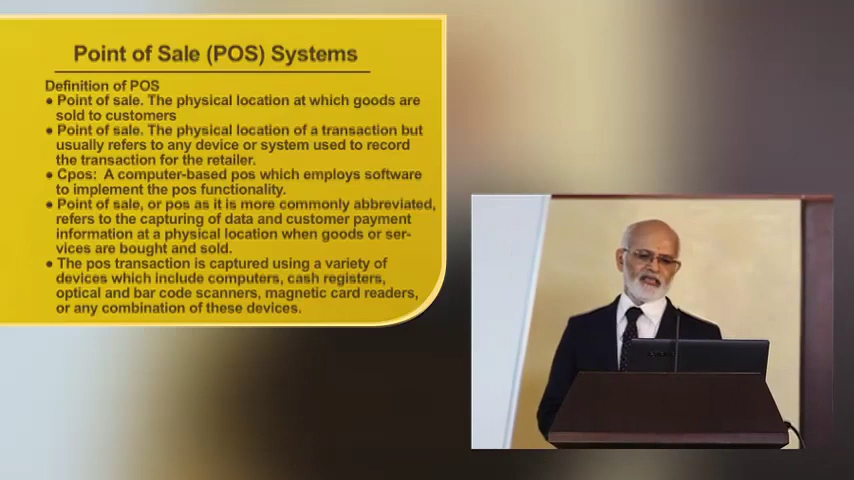 Point of Sale (POS) Systems
Definition of POS
● Point of sale. The physical location at which goods are
sold to customers
● Point of sale. The physical location of a transaction but
usually refers to any device or system used to record
the transaction for the retailer.
● Cpos: A computer-based pos which employs software
to implement the pos functionality.
● Point of sale, or pos as it is more commonly abbreviated,
refers to the capturing of data and customer payment
information at a physical location when goods or ser-
vices are bought and sold.
● The pos transaction is captured using a variety of
devices which include computers, cash registers,
optical and bar code scanners, magnetic card readers,
or any combination of these devices.